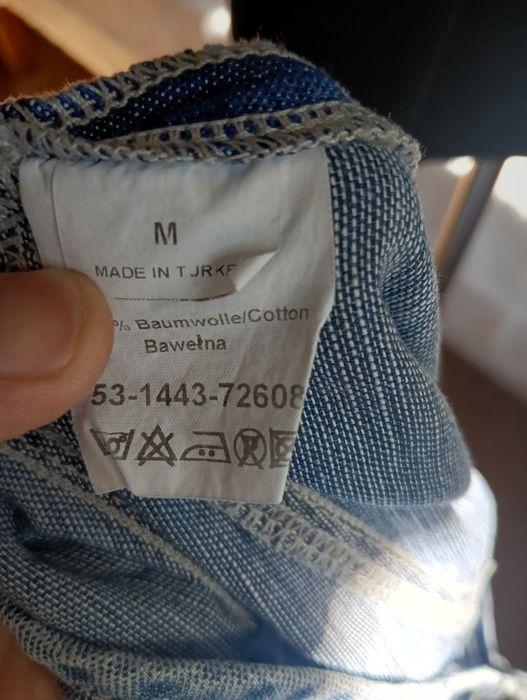 M
MADE IN
% Baumwolle/Cotton
Bawełna
53-1443-72608